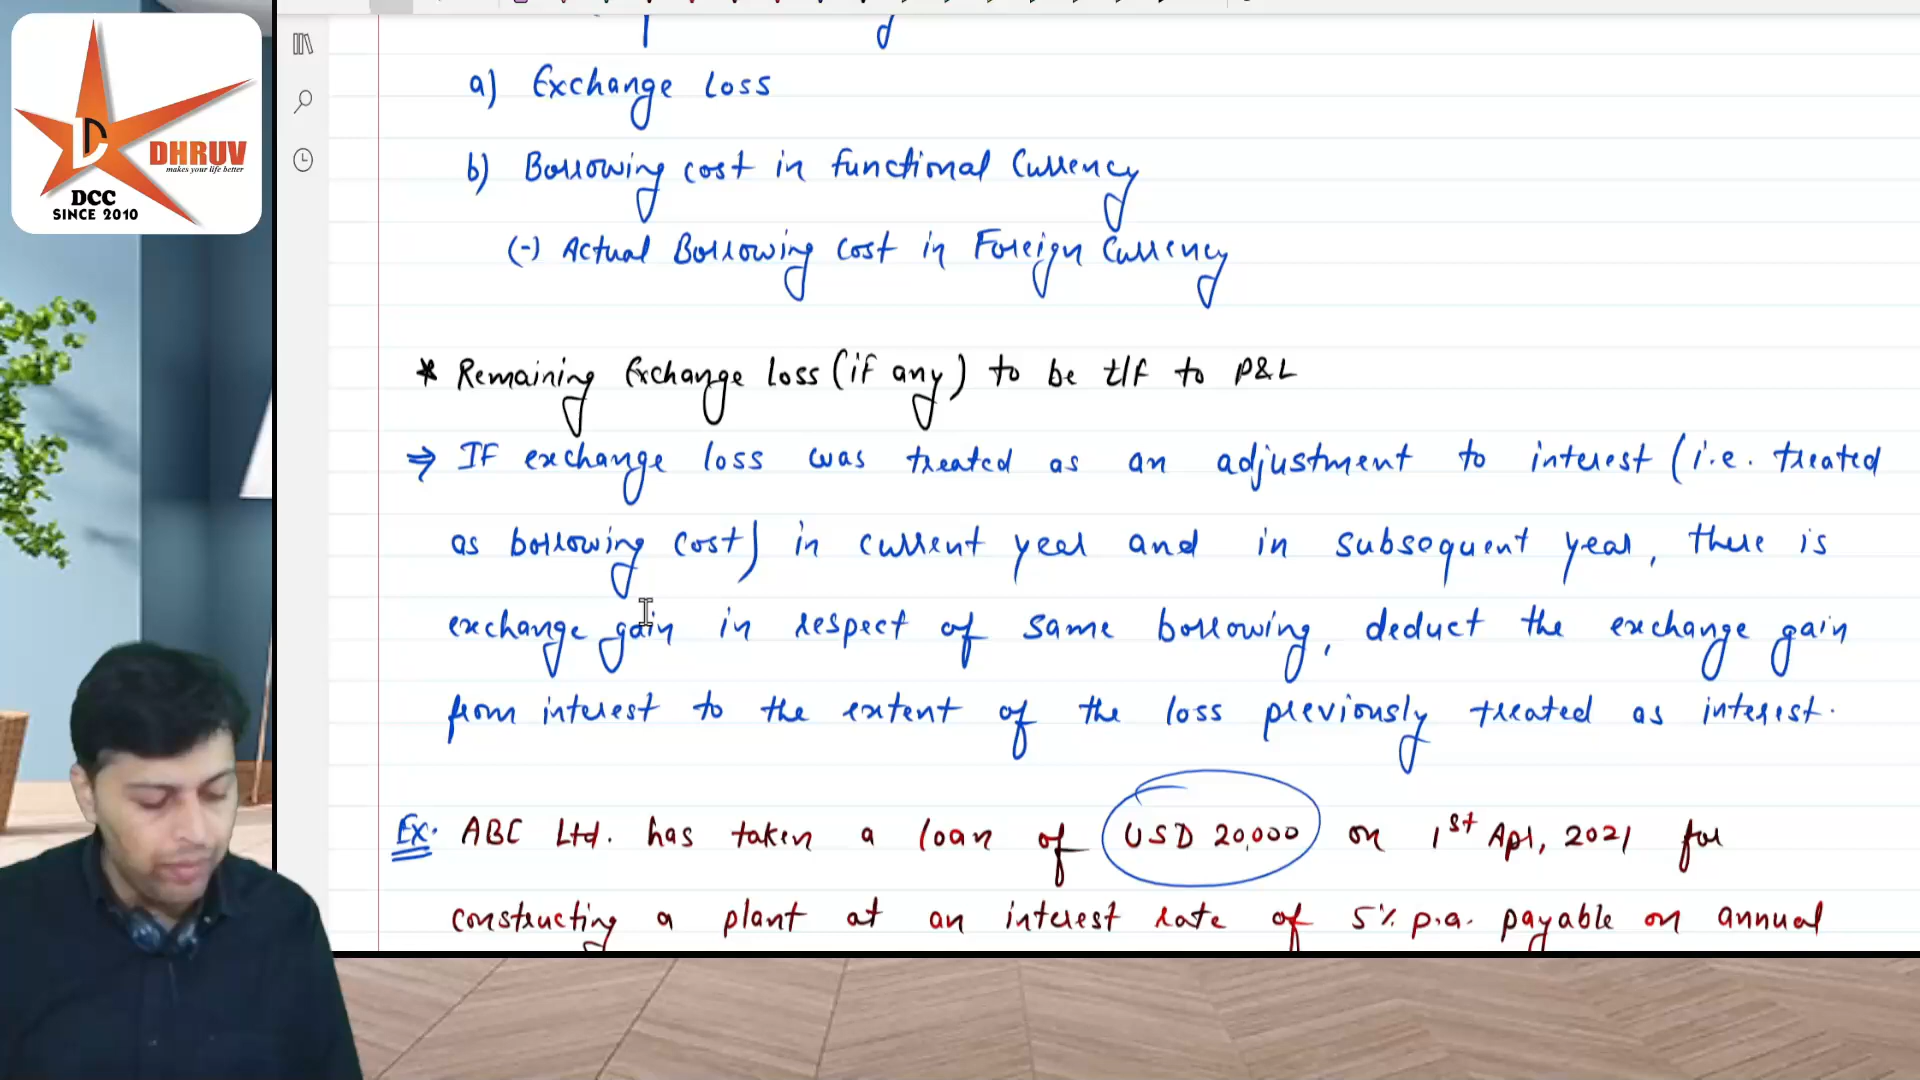 DHRUV
makes your life better
DCC
SINCE 2010
a) Exchange Loss
b) Borrowing cost in functional Currency
(-) Actual Borrowing Cost in Foreign Currency
* Remaining Exchange loss (if any) to be t/f to P&L
⇒ IF exchange loss was treated as an adjustment to interest (i.e. treated
as borrowing cost) in current year and in subsequent year, there is
exchange gain in respect of same borrowing, deduct the exchange gain
from interest to the extent of the loss previously treated as interest.
Ex. ABC Ltd. has taken a loan of USD 20,000 on 1st Apr, 2021 for
constructing a plant at an interest rate of 5% p.a. payable on annual